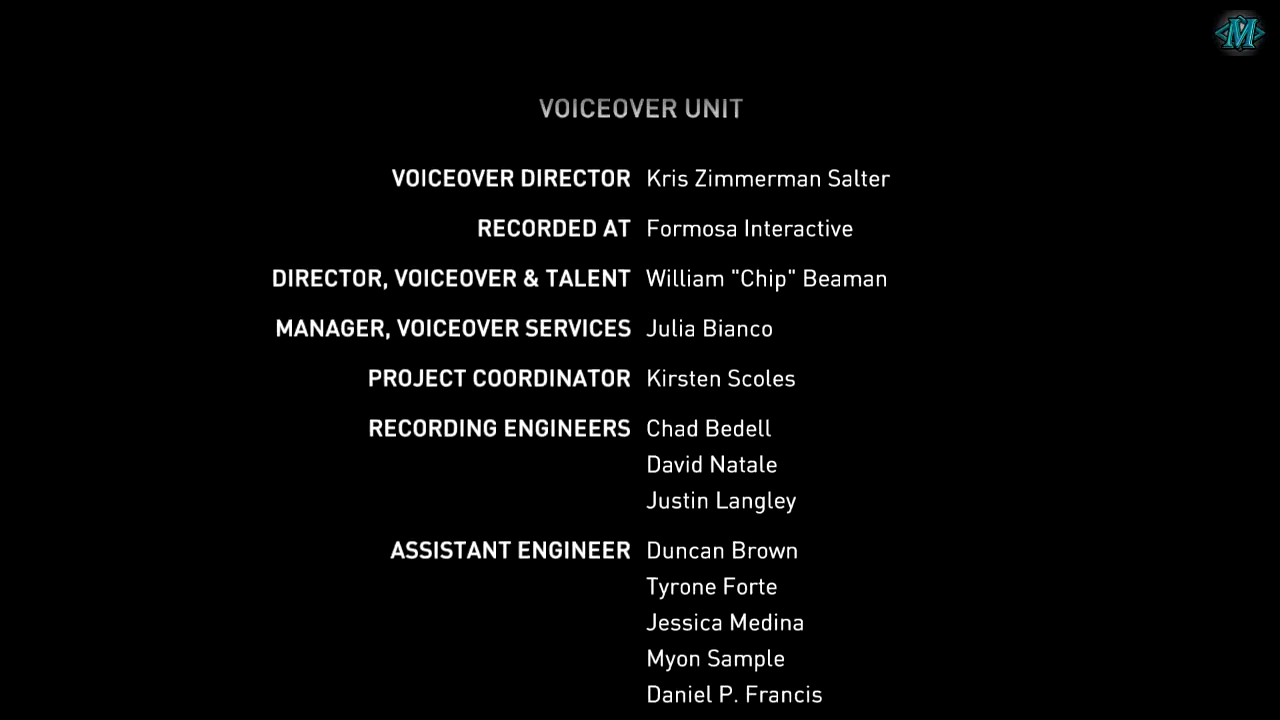 M
VOICEOVER UNIT
VOICEOVER DIRECTOR Kris Zimmerman Salter
RECORDED AT Formosa Interactive
DIRECTOR, VOICEOVER & TALENT William "Chip" Beaman
MANAGER, VOICEOVER SERVICES Julia Bianco
PROJECT COORDINATOR Kirsten Scoles
RECORDING ENGINEERS Chad Bedell
David Natale
Justin Langley
ASSISTANT ENGINEER Duncan Brown
Tyrone Forte
Jessica Medina
Myon Sample
Daniel P. Francis